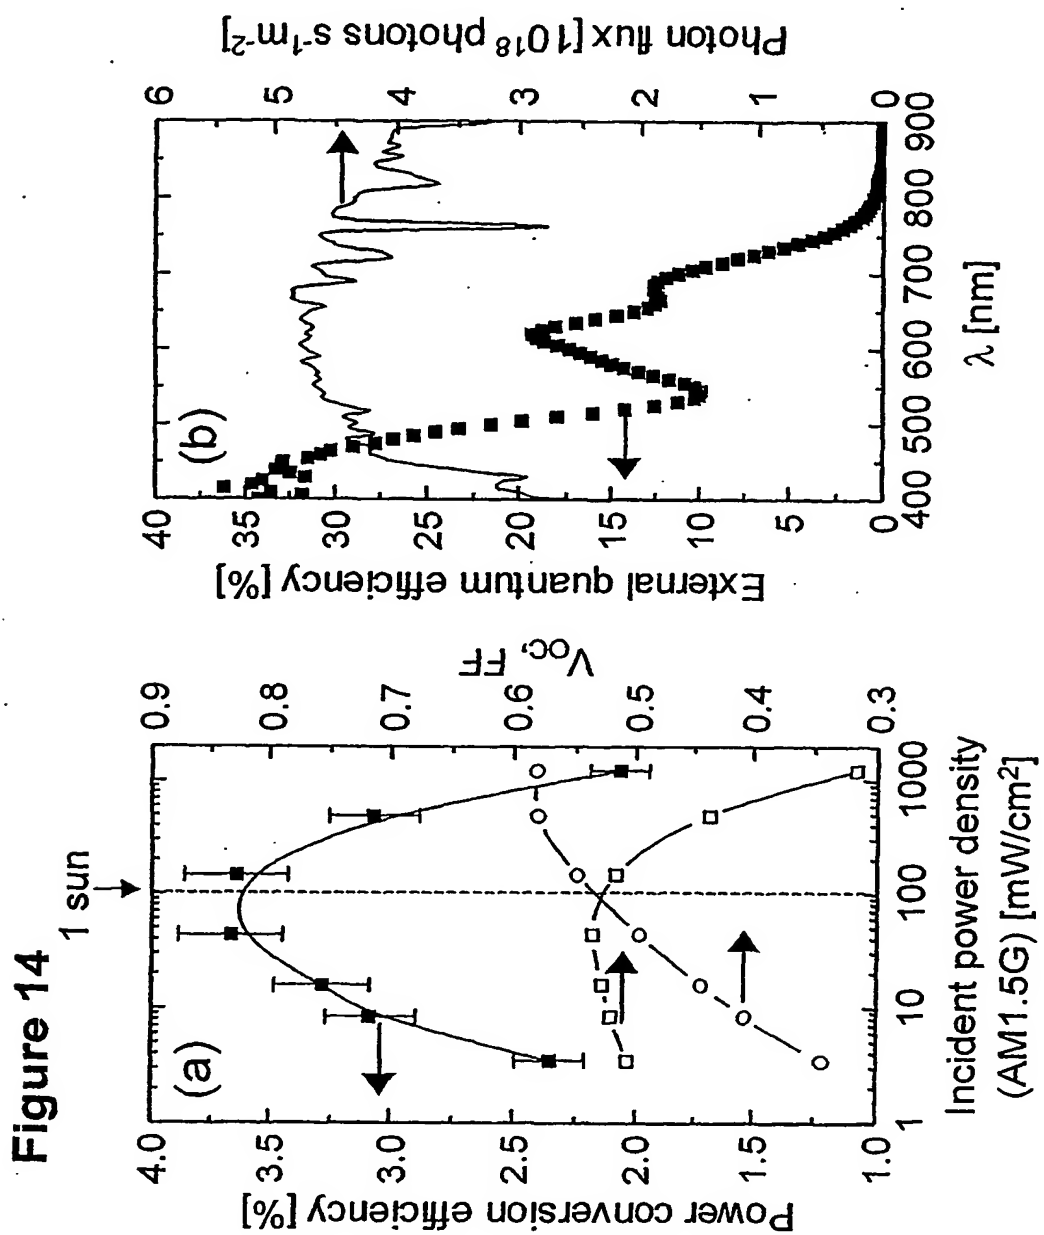 Figure 14
1 sun
(a)
Power conversion efficiency [%]
4.0
3.5
3.0
2.5
2.0
1.5
1.0
0.9
0.8
0.7
0.6
0.5
0.4
0.3
V_OC, FF
1 10 100 1000
Incident power density
(AM1.5G) [mW/cm²]
(b)
External quantum efficiency [%]
40
35
30
25
20
15
10
5
0
6
5
4
3
2
1
0
Photon flux [10¹⁸ photons s⁻¹m⁻²]
400 500 600 700 800 900
λ [nm]